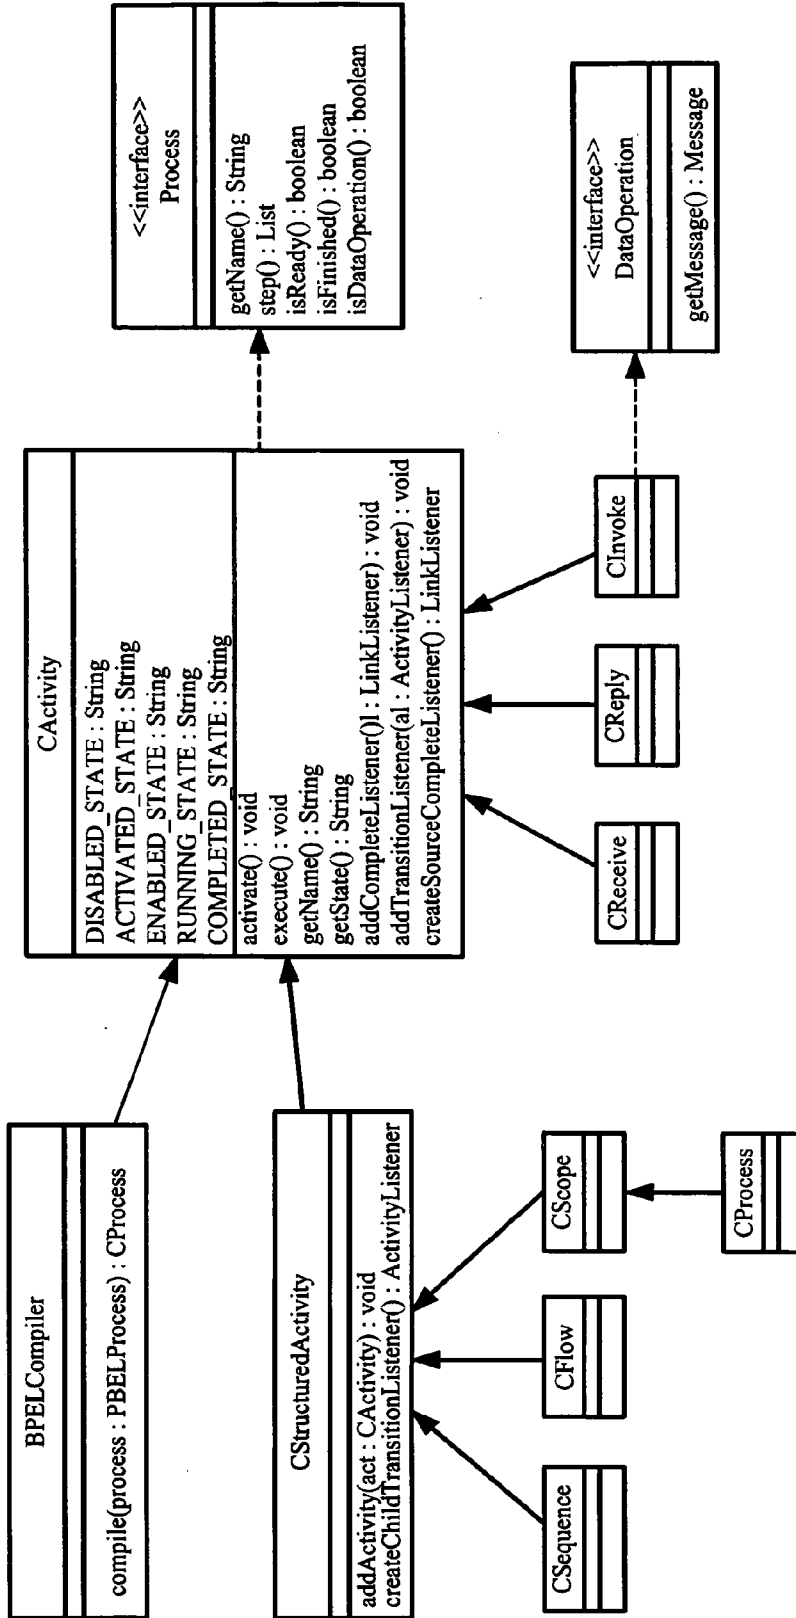 BPELCompiler
compile(process : PBELProcess) : CProcess
CActivity
DISABLED_STATE : String
ACTIVATED_STATE : String
ENABLED_STATE : String
RUNNING_STATE : String
COMPLETED_STATE : String
activate() : void
execute() : void
getName() : String
getState() : String
addCompleteListener()l : LinkListener) : void
addTransitionListener(al : ActivityListener) : void
createSourceCompleteListener() : LinkListener
<<interface>>
Process
getName() : String
step() : List
isReady() : boolean
isFinished() : boolean
isDataOperation() : boolean
CStructuredActivity
addActivity(act : CActivity) : void
createChildTransitionListener() : ActivityListener
CSequence
CFlow
CScope
CProcess
CReceive
CReply
CInvoke
<<interface>>
DataOperation
getMessage() : Message